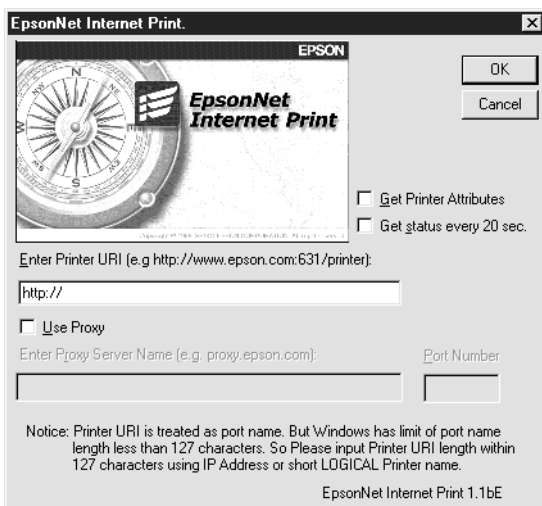 EpsonNet Internet Print.
EPSON
N
W
S
EpsonNet
Internet Print
OK
Cancel
Get Printer Attributes
Get status every 20 sec.
Enter Printer URI (e.g http://www.epson.com:631/printer):
http://
Use Proxy
Enter Proxy Server Name (e.g. proxy.epson.com):
Port Number
Notice: Printer URI is treated as port name. But Windows has limit of port name
length less than 127 characters. So Please input Printer URI length within
127 characters using IP Address or short LOGICAL Printer name.
EpsonNet Internet Print 1.1bE